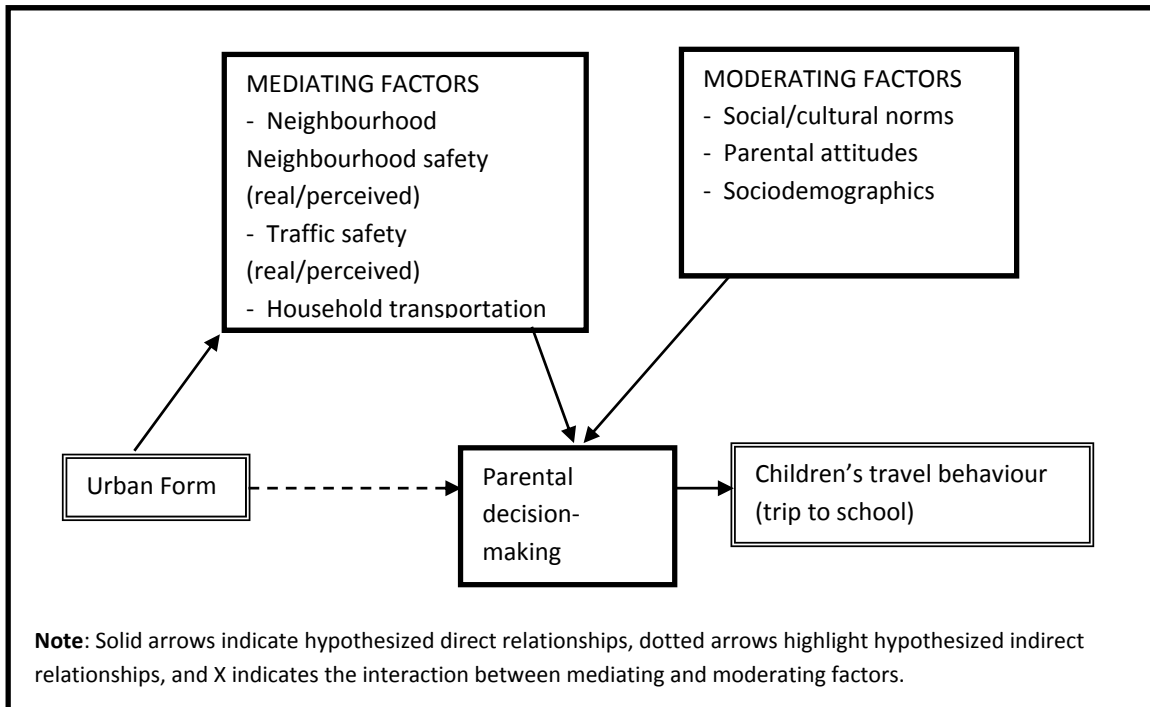 MEDIATING FACTORS
- Neighbourhood
Neighbourhood safety
(real/perceived)
- Traffic safety
(real/perceived)
- Household transportation
MODERATING FACTORS
- Social/cultural norms
- Parental attitudes
- Sociodemographics
Urban Form
Parental
decision-
making
Children’s travel behaviour
(trip to school)
Note: Solid arrows indicate hypothesized direct relationships, dotted arrows highlight hypothesized indirect
relationships, and X indicates the interaction between mediating and moderating factors.